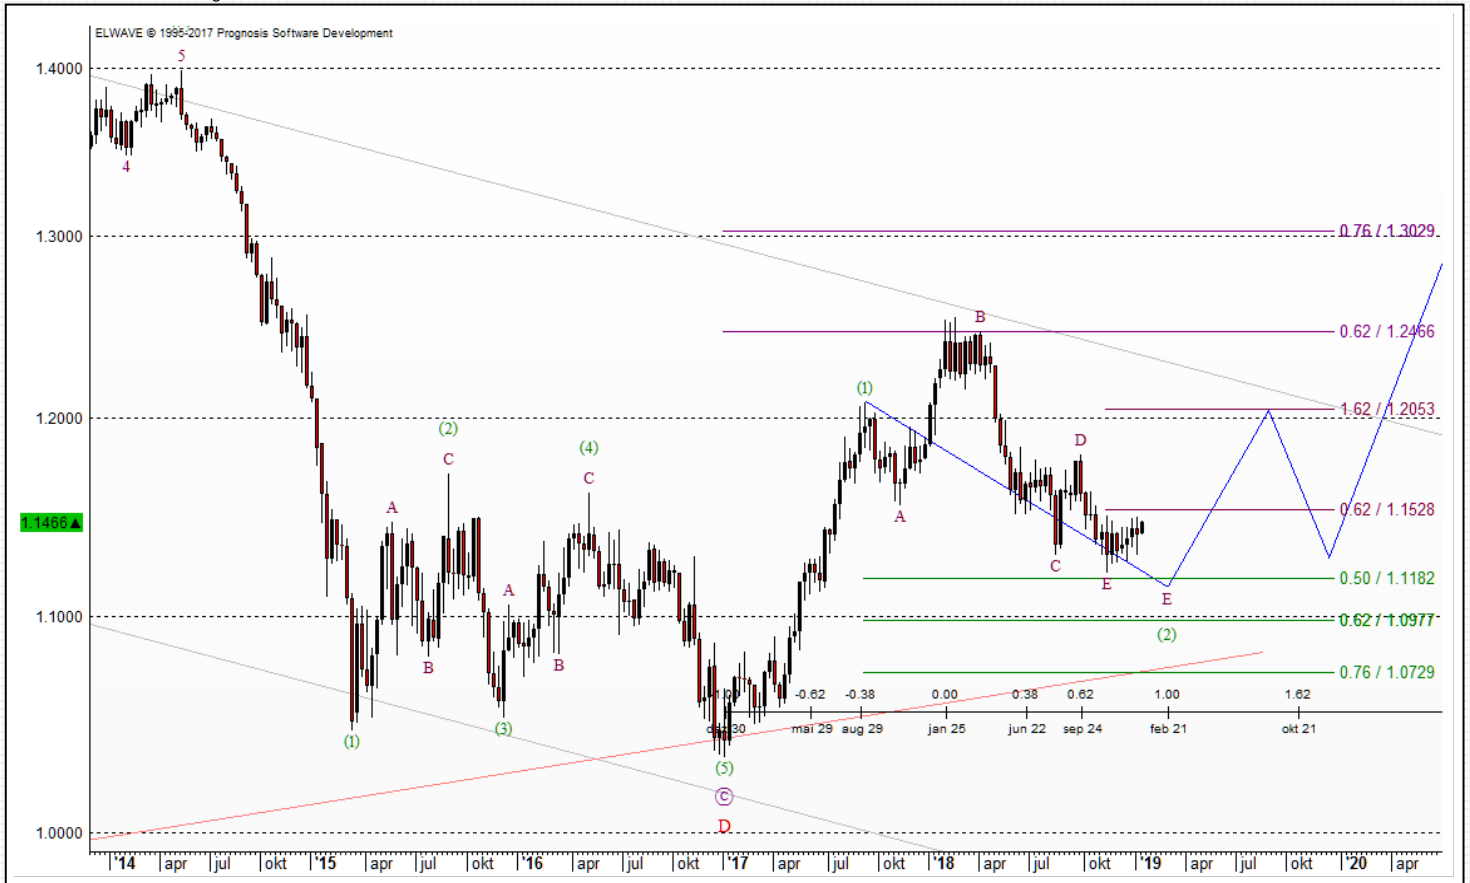 ELWAVE © 1995-2017 Prognosis Software Development
5
1.4000
4
1.3000
0.76 / 1.3029
B
0.62 / 1.2466
(1)
1.62 / 1.2053
1.2000
(2)
(4)
D
C
C
A
0.62 / 1.1528
A
1.1466▲
C
E
0.50 / 1.1182
A
E
1.1000
0.62 / 1.0977
(2)
B
B
0.76 / 1.0729
-0.62
-0.38
0.00
0.38
0.62
1.00
1.62
(3)
mai 29
aug 29
jan 25
jun 22
sep 24
feb 21
okt 21
(1)
(5)
C
D
1.0000
'14 apr jul okt '15 apr jul okt '16 apr jul okt '17 apr jul okt '18 apr jul okt '19 apr jul okt '20 apr